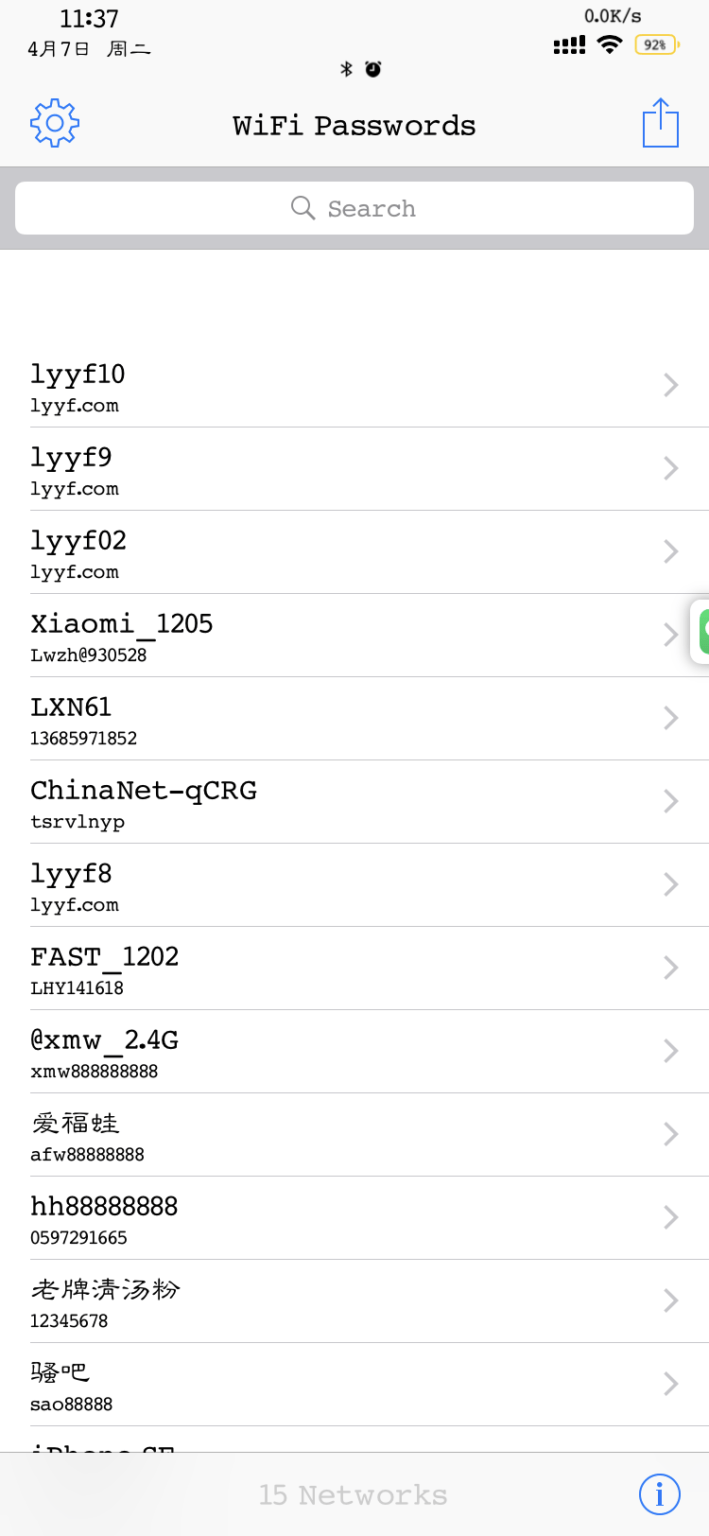 11:37
0.0K/s
4月7日 周二
92%
WiFi Passwords
Search
lyyf10
lyyf.com
lyyf9
lyyf.com
lyyf02
lyyf.com
Xiaomi_1205
Lwzh@930528
LXN61
13685971852
ChinaNet-qCRG
tsrvlnyp
lyyf8
lyyf.com
FAST_1202
LHY141618
@xmw_2.4G
xmw888888888
爱福蛙
afw88888888
hh88888888
0597291665
老牌清汤粉
12345678
骚吧
sao88888
iPhone SE
15 Networks